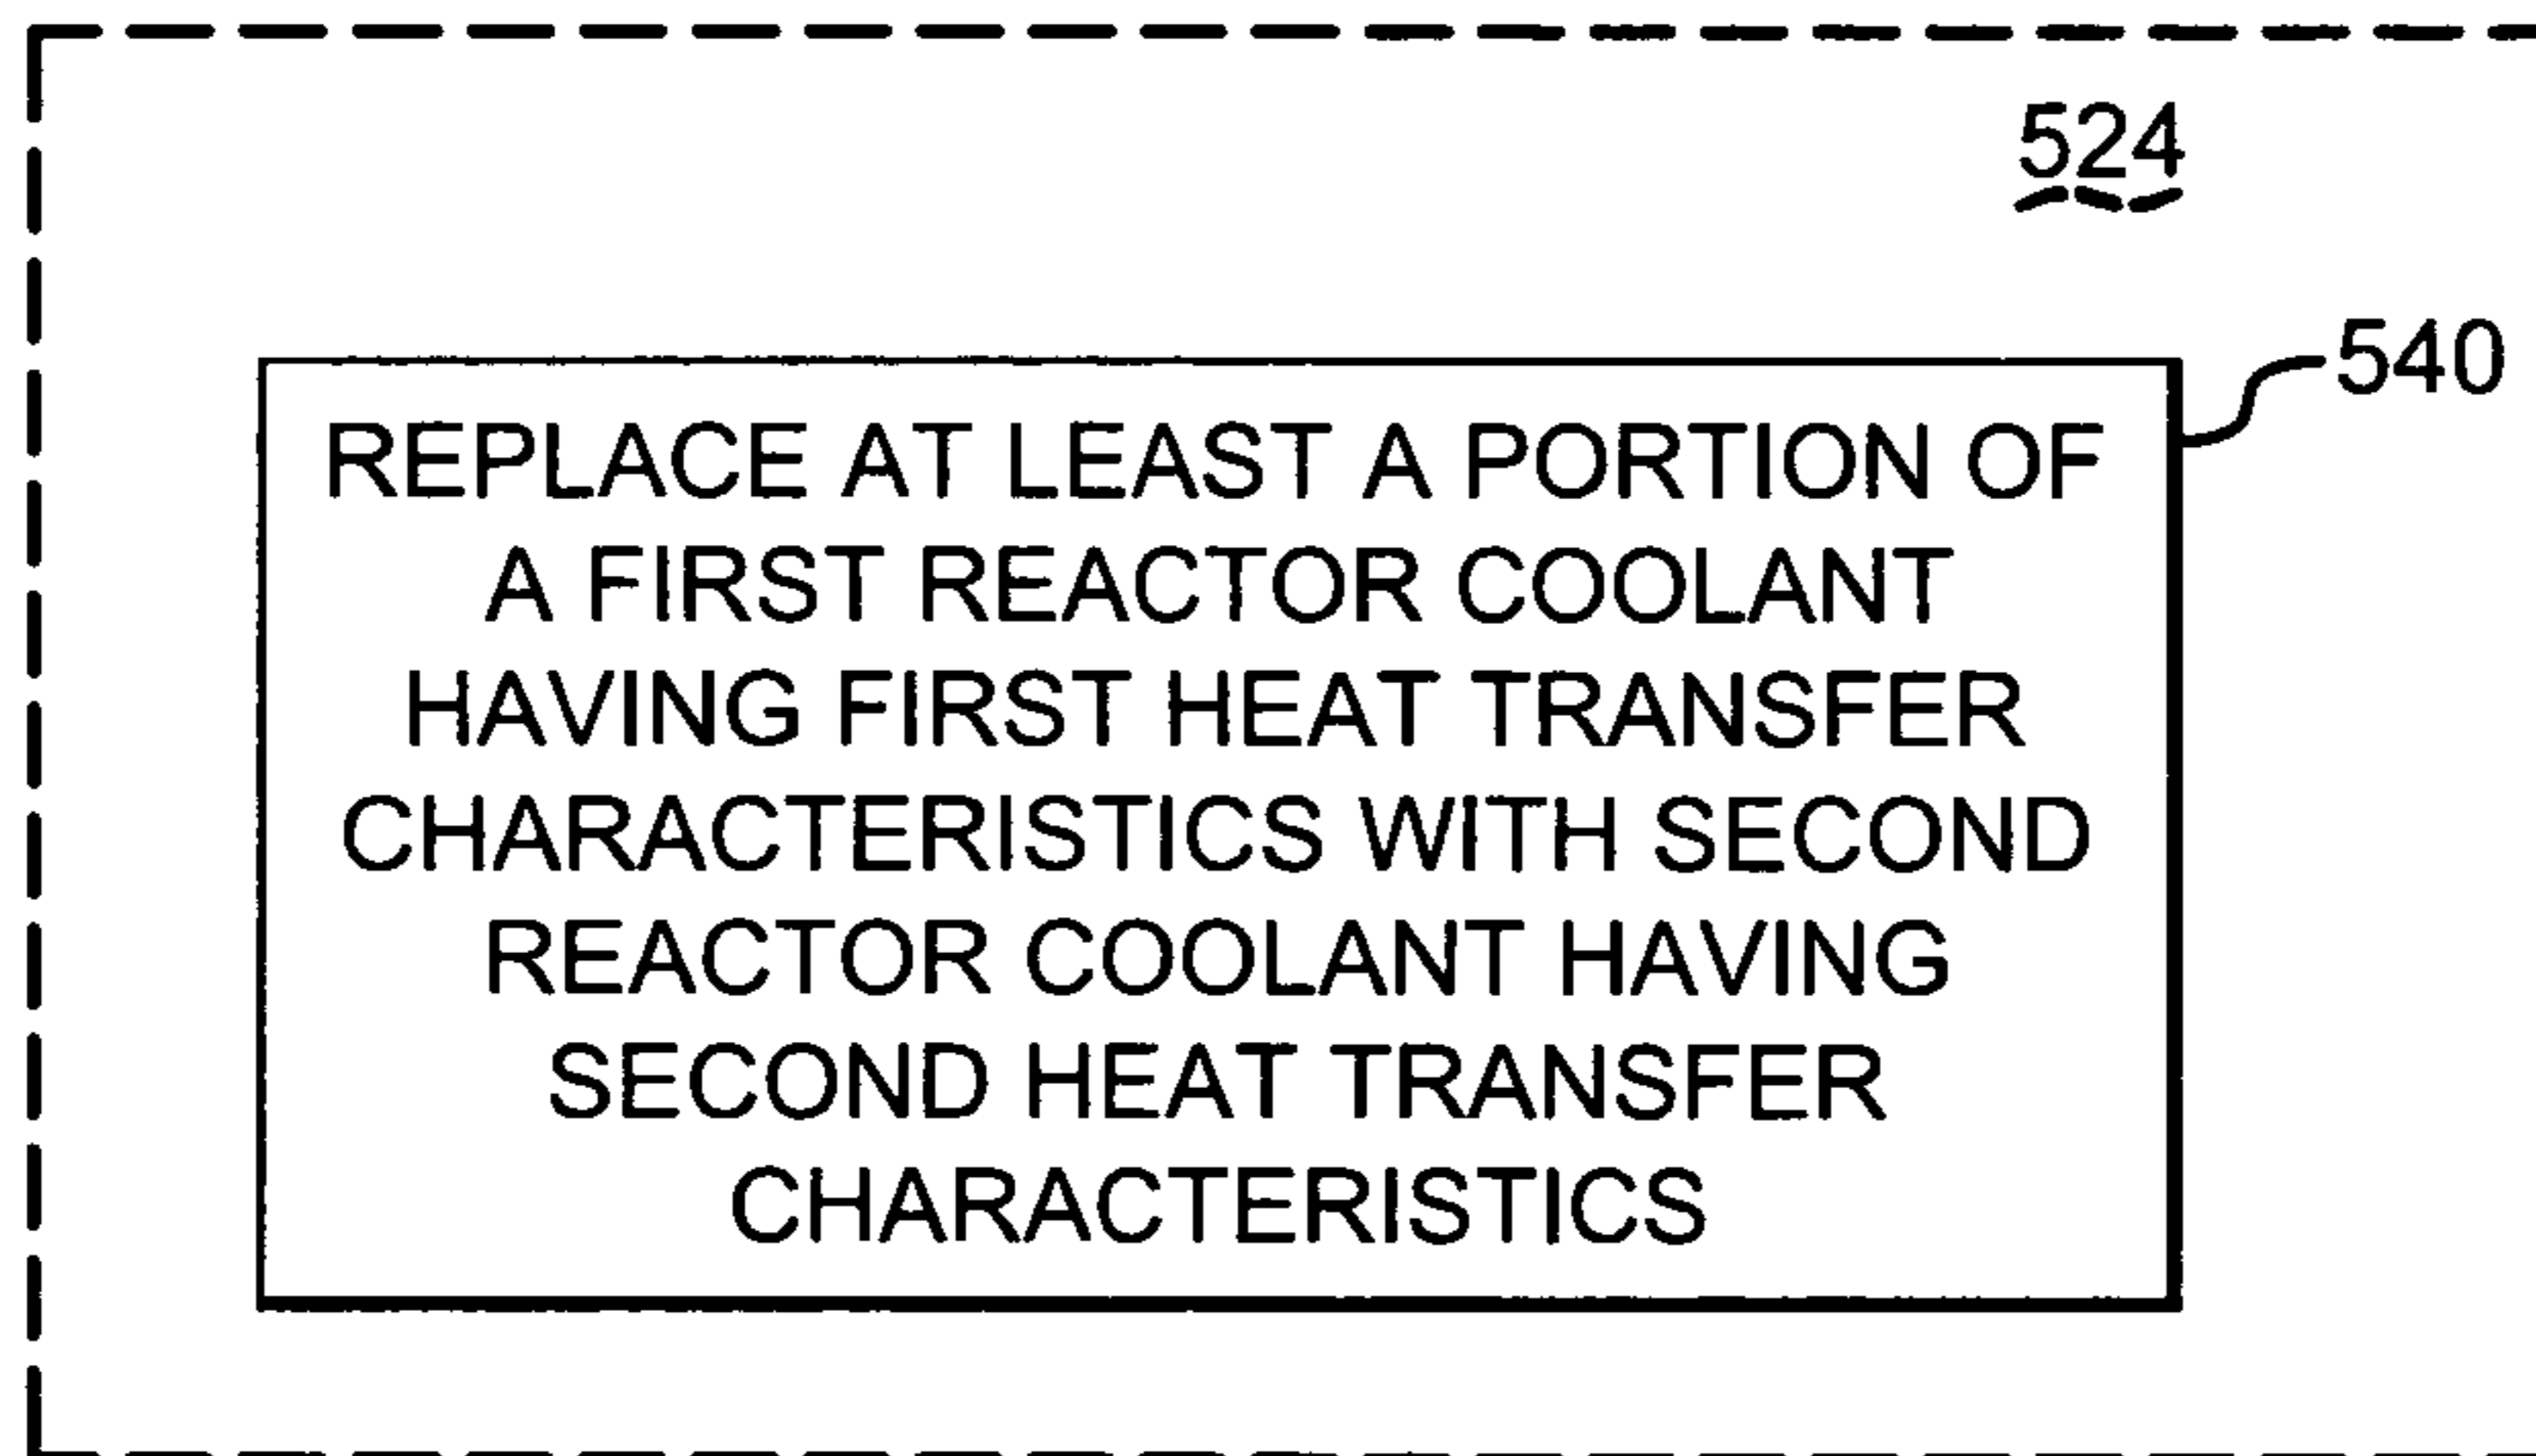 524
540
REPLACE AT LEAST A PORTION OF
A FIRST REACTOR COOLANT
HAVING FIRST HEAT TRANSFER
CHARACTERISTICS WITH SECOND
REACTOR COOLANT HAVING
SECOND HEAT TRANSFER
CHARACTERISTICS